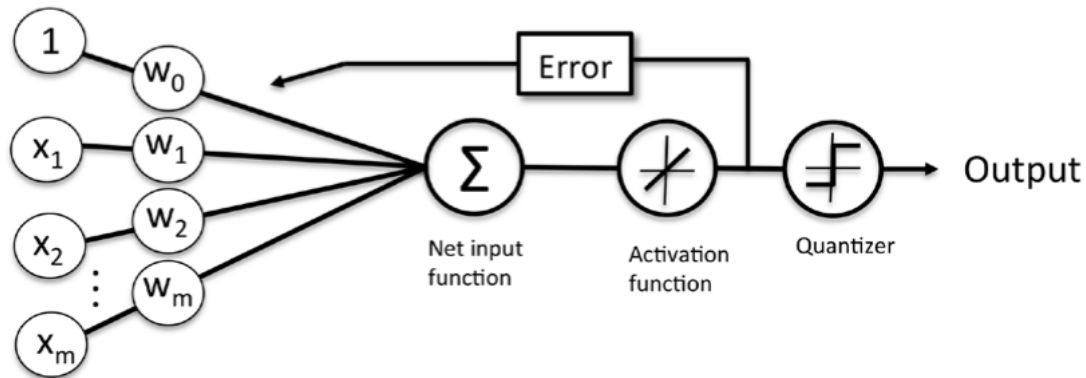 1
w0
Error
x1
w1
Σ
Output
x2
w2
Net input
function
Activation
function
Quantizer
⋮
wm
xm